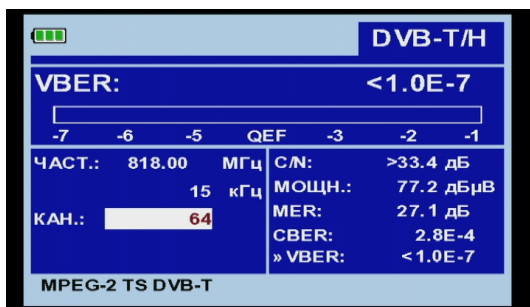 DVB-T/H
VBER: <1.0E-7
-7 -6 -5 QEF -3 -2 -1
ЧАСТ.: 818.00 МГц
15 кГц
КАН.: 64
C/N: >33.4 дБ
МОЩН.: 77.2 дБµВ
MER: 27.1 дБ
CBER: 2.8E-4
» VBER: <1.0E-7
MPEG-2 TS DVB-T